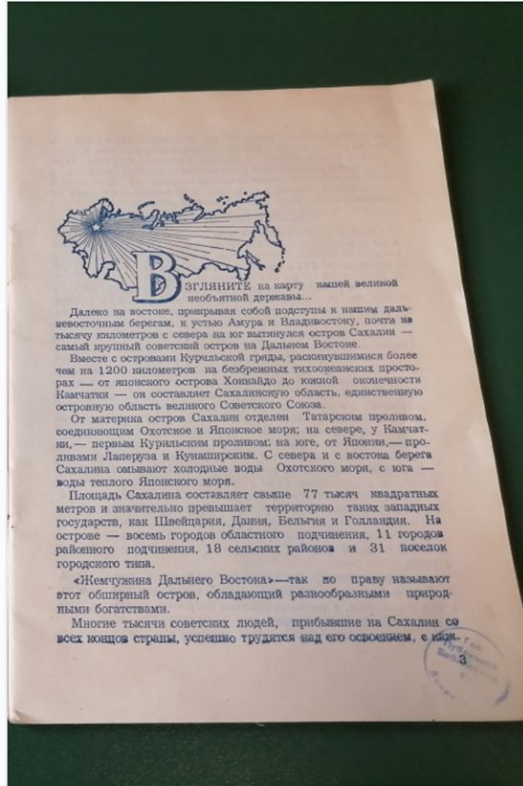 ВЗГЛЯНИТЕ на карту нашей великой
необъятной державы...
Далеко на востоке, прикрывая собой подступы к нашим даль-
невосточным берегам, к устью Амура и Владивостоку, почти на
тысячу километров с севера на юг вытянулся остров Сахалин —
самый крупный советский остров на Дальнем Востоке.
Вместе с островами Курильской гряды, раскинувшимися более
чем на 1200 километров на безбрежных тихоокеанских просто-
рах — от японского острова Хоккайдо до южной оконечности
Камчатки — он составляет Сахалинскую область, единственную
островную область великого Советского Союза.
От материка остров Сахалин отделен Татарским проливом,
соединяющим Охотское и Японское моря; на севере, у Камчат-
ки, — первым Курильским проливом; на юге, от Японии, — про-
ливами Лаперуза и Кунаширским. С севера и с востока берега
Сахалина омывают холодные воды Охотского моря, с юга —
воды теплого Японского моря.
Площадь Сахалина составляет свыше 77 тысяч квадратных
метров и значительно превышает территорию таких западных
государств, как Швейцария, Дания, Бельгия и Голландия. На
острове — восемь городов областного подчинения, 11 городов
районного подчинения, 18 сельских районов и 31 поселок
городского типа.
«Жемчужина Дальнего Востока»—так по праву называют
этот обширный остров, обладающий разнообразными природ-
ными богатствами.
Многие тысячи советских людей, прибывшие на Сахалин со
всех концов страны, успешно трудятся над его освоением, с каж-
3